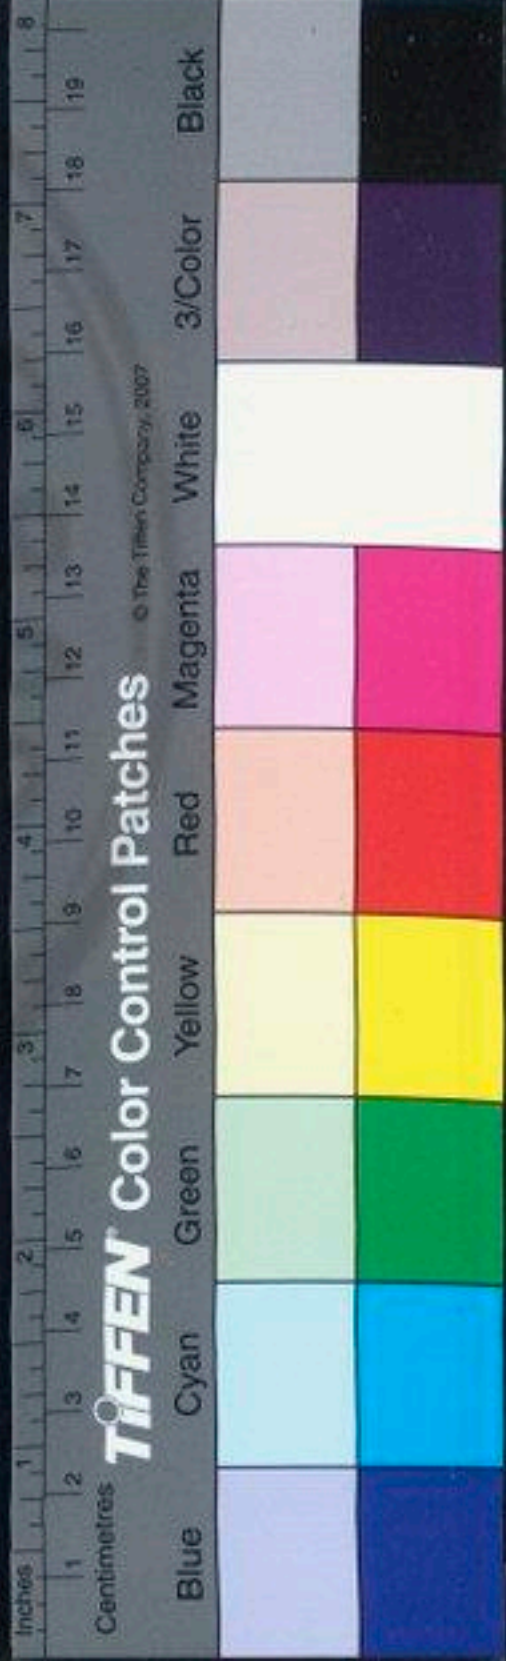 Inches 1 2 3 4 5 6 7 8
Centimetres 1 2 3 4 5 6 7 8 9 10 11 12 13 14 15 16 17 18 19
TIFFEN® Color Control Patches © The Tiffen Company, 2007
Blue Cyan Green Yellow Red Magenta White 3/Color Black